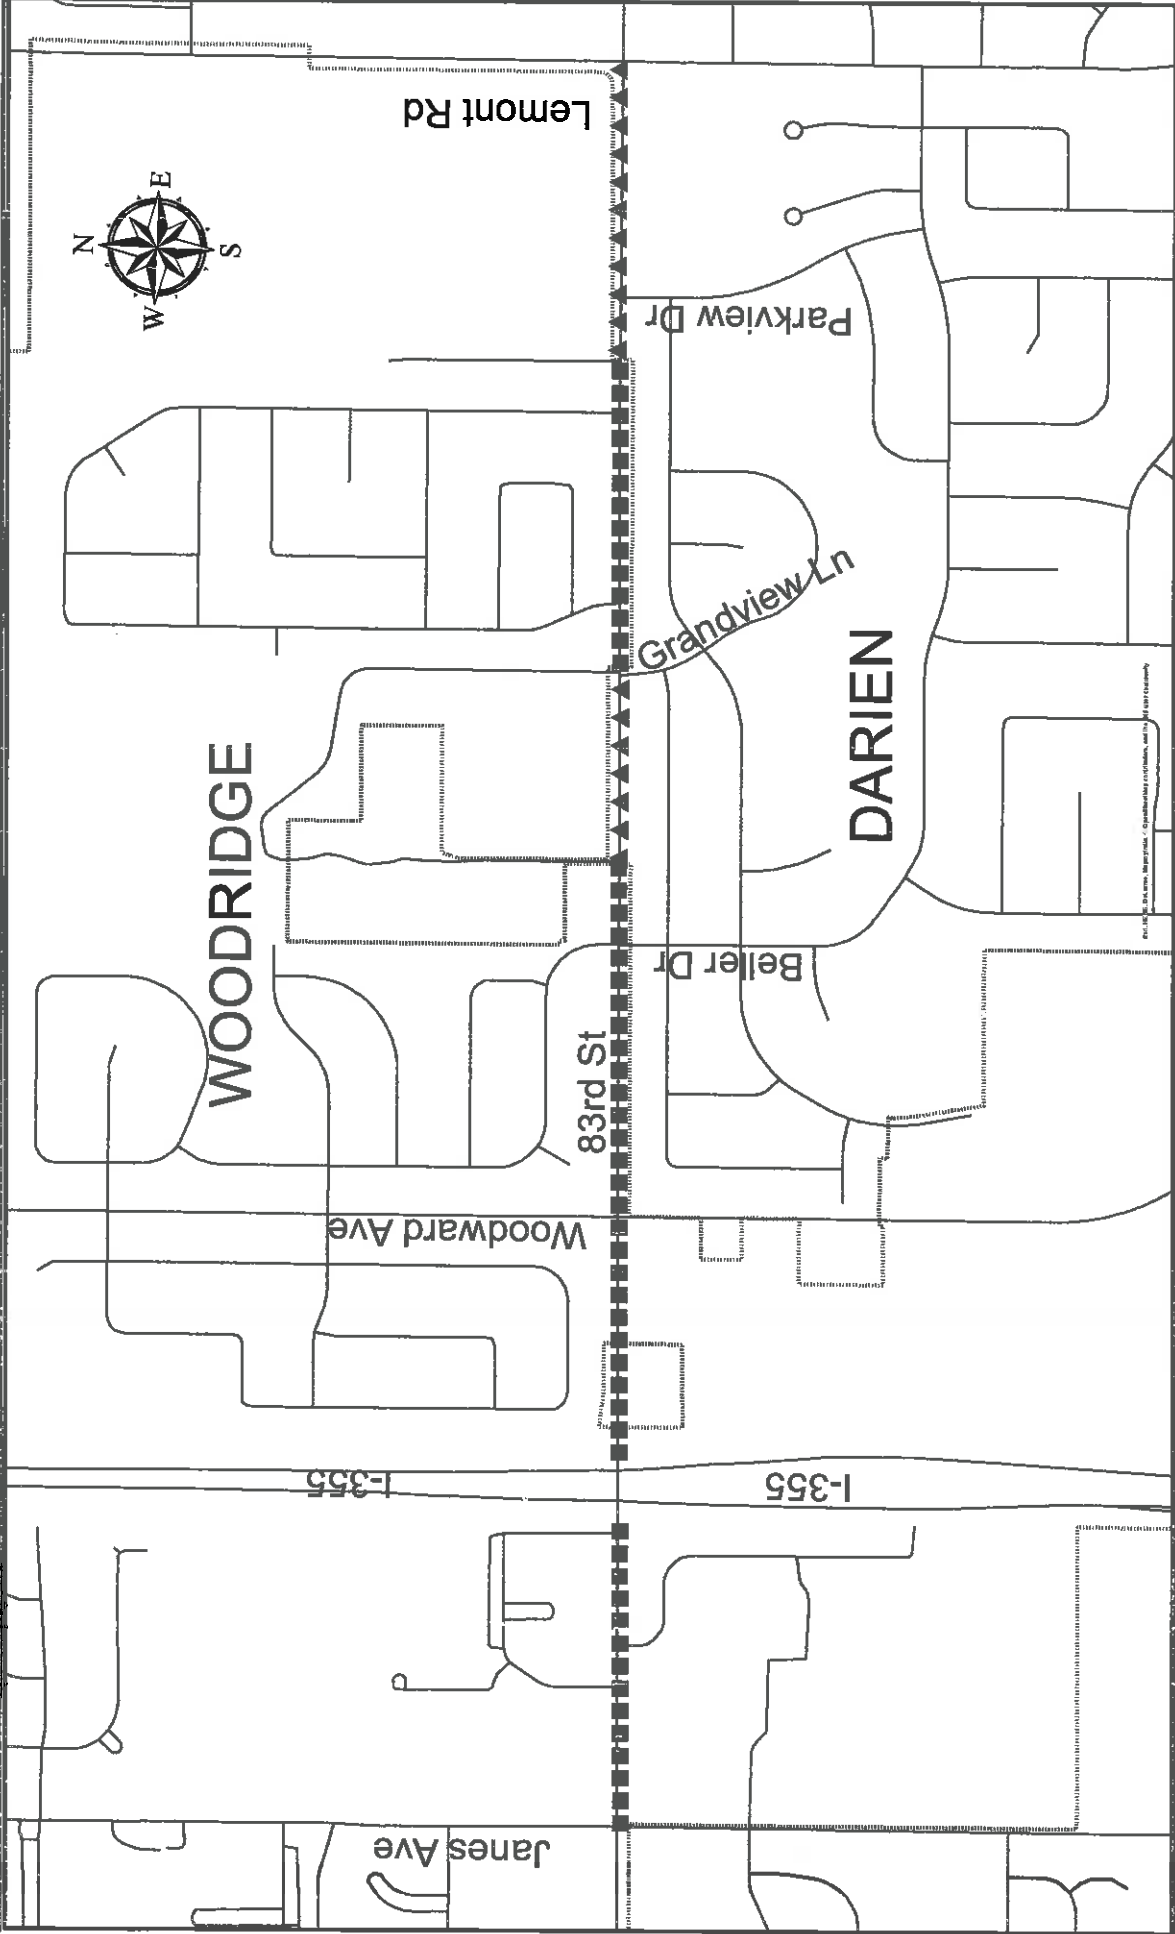 Lemont Rd
N
E
S
W
Parkview Dr
Grandview Ln
WOODRIDGE
DARIEN
Beller Dr
83rd St
Woodward Ave
I-355
I-355
Janes Ave